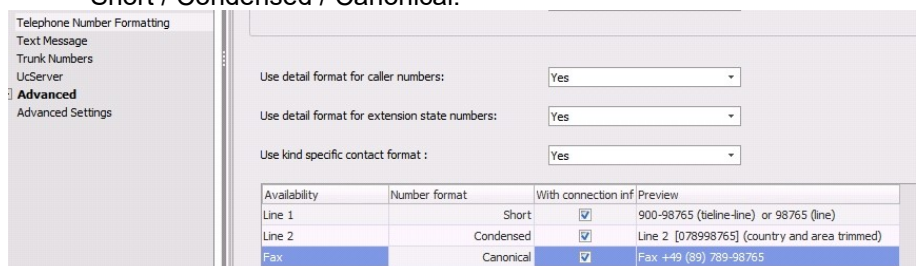 Short / Condensed / Canonical.
Telephone Number Formatting
Text Message
Trunk Numbers
UcServer
Advanced
Advanced Settings
Use detail format for caller numbers: Yes
Use detail format for extension state numbers: Yes
Use kind specific contact format : Yes
Availability Number format With connection inf Preview
Line 1 Short 900-98765 (tieline-line) or 98765 (line)
Line 2 Condensed Line 2 [078998765] (country and area trimmed)
Fax Canonical Fax +49 (89) 789-98765